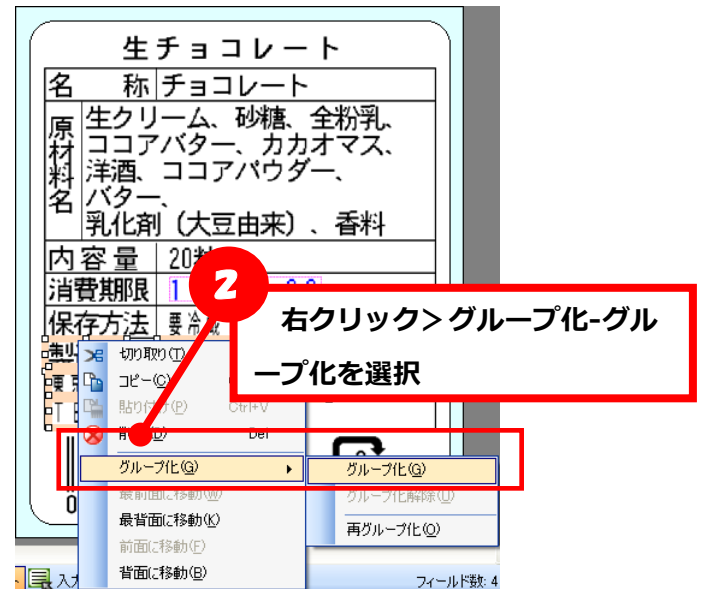 生チョコレート
名 称 チョコレート
原材料名 生クリーム、砂糖、全粉乳、
ココアバター、カカオマス、
洋酒、ココアパウダー、
バター、
乳化剤（大豆由来）、香料
内容量 20
消費期限 1
保存方法 要冷蔵
2
右クリック＞グループ化-グル
ープ化を選択
切り取り(T)
コピー(C)
貼り付け(P) Ctrl+V
削除(D) Del
グループ化(G)
グループ化(G)
最前面に移動(W)
グループ化解除(U)
最背面に移動(K)
再グループ化(O)
前面に移動(F)
背面に移動(B)
0
フィールド数: 4